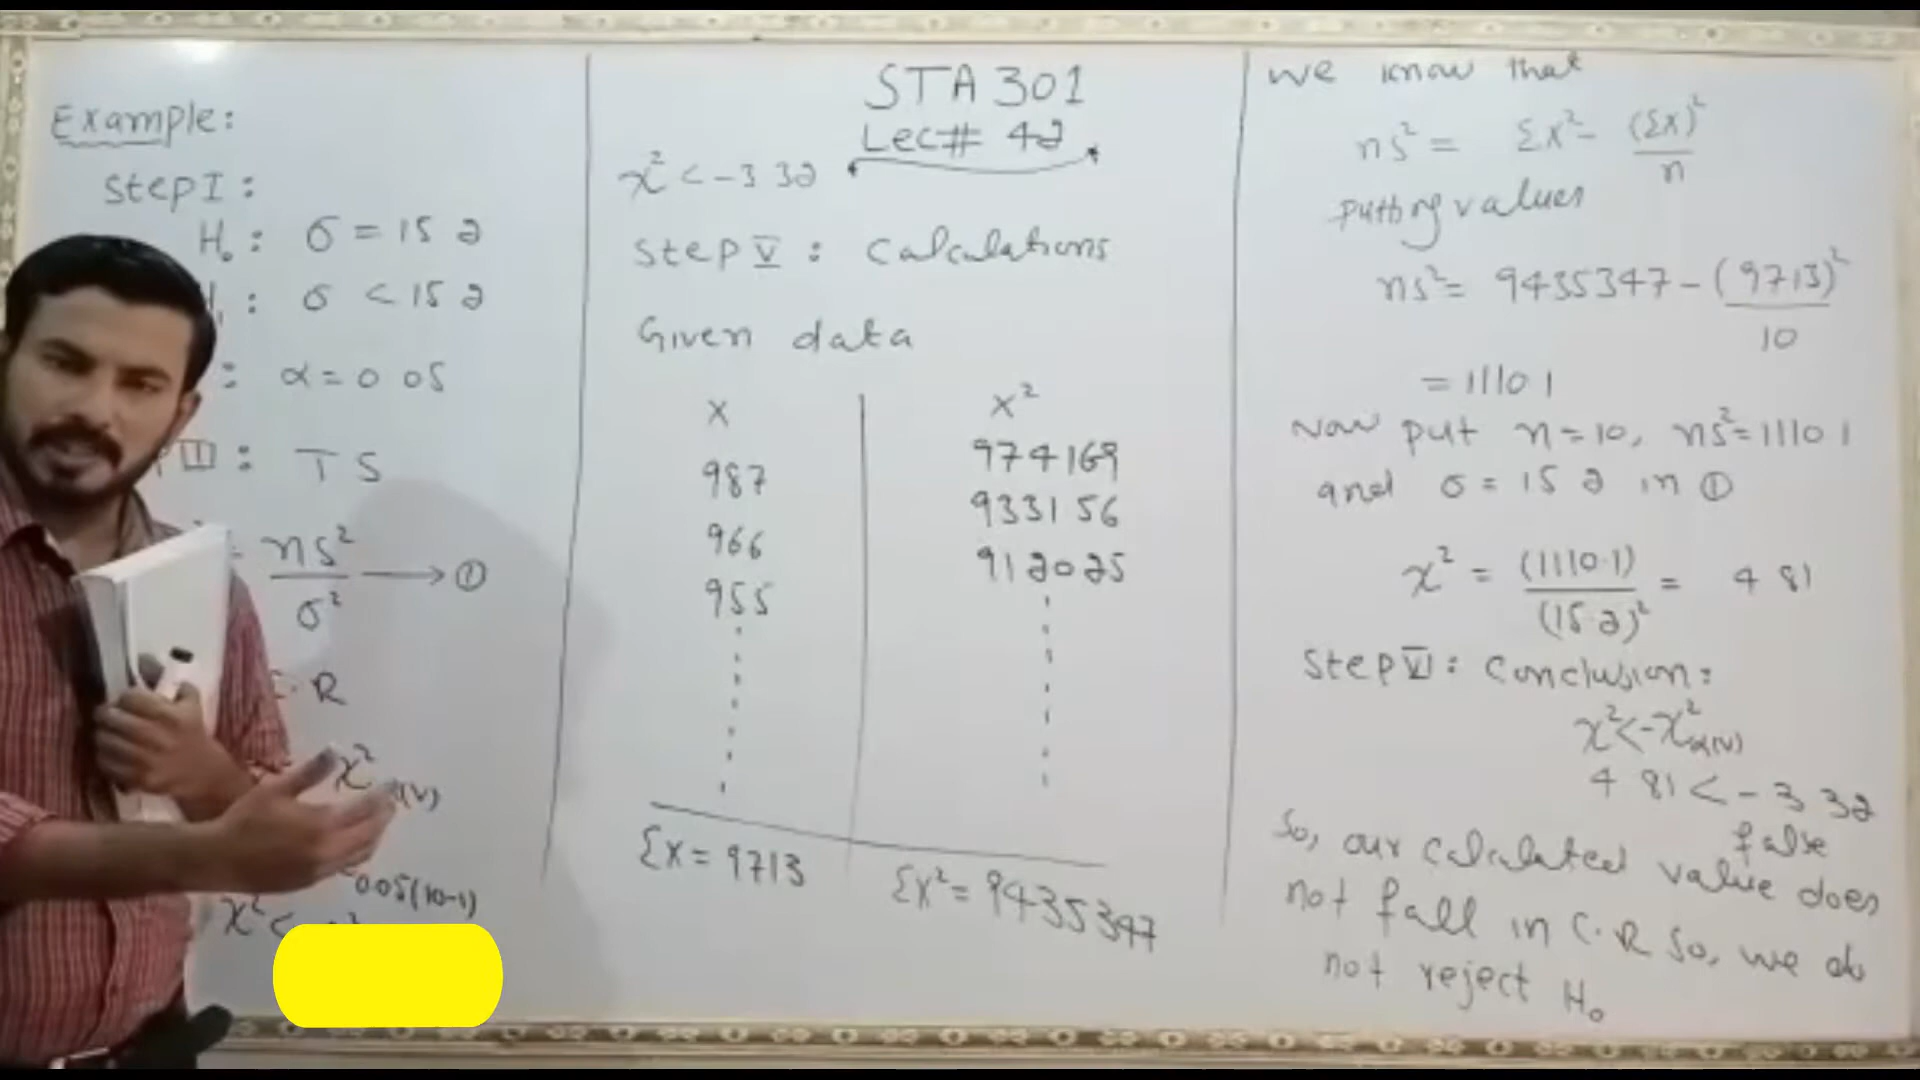 Example:
Step I:
H₀: σ = 15 2
: σ < 15 2
: α = 0 05
III: TS
ns²/σ² → ①
C.R
χ² (v)
0.05(10-1)
χ² <
STA 301
Lec# 42
χ² < -3 32
Step V: Calculations
Given data
X X²
987 974169
966 933156
955 912025
Σx = 9713 Σx² = 9435347
We know that
ns² = Σx² - (Σx)²/n
putting values
ns² = 9435347 - (9713)²/10
= 1110 1
Now put n = 10, ns² = 1110 1
and σ = 15 2 in ①
χ² = (1110.1)/(15.2)² = 4 81
Step VI: Conclusion:
χ² < -χ²α(v)
4 81 < -3 32
false
So, our calculated value does
not fall in C.R So, we do
not reject H₀